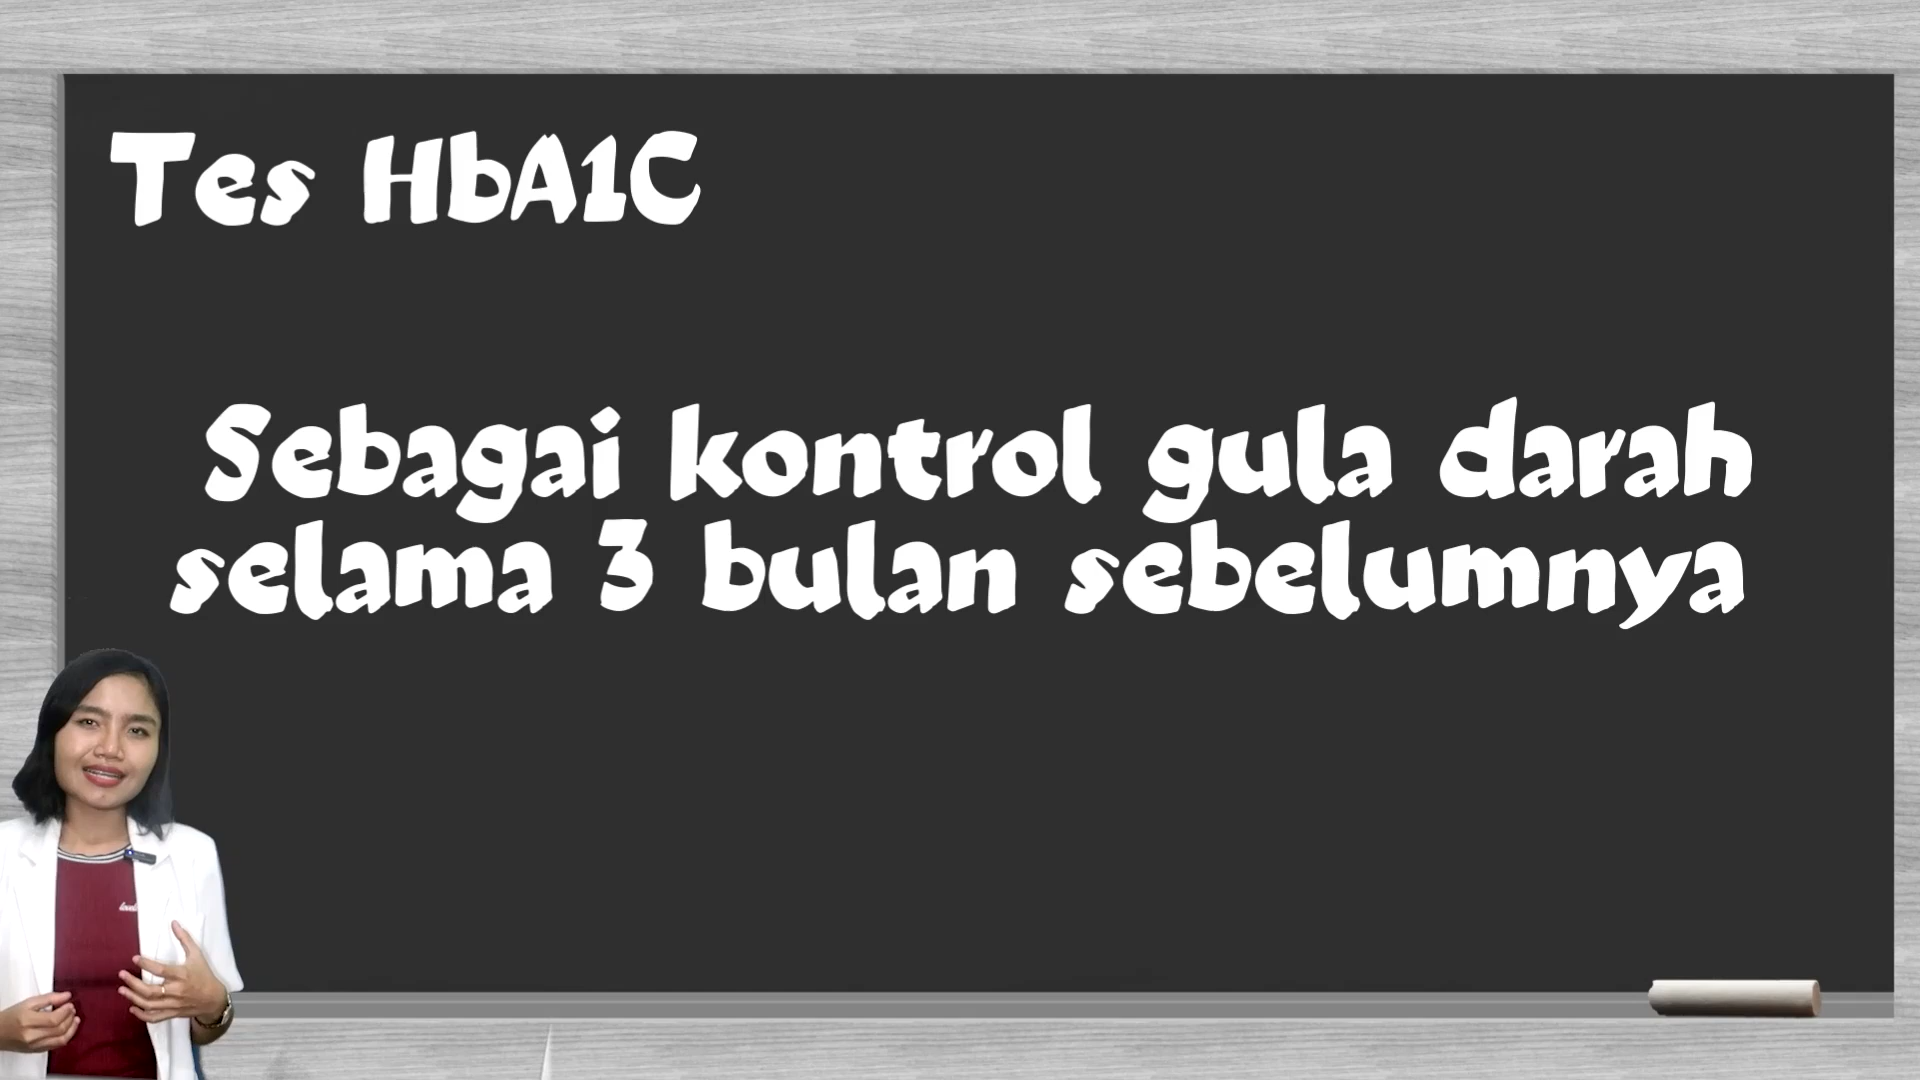 Tes HbA1C
Sebagai kontrol gula darah
selama 3 bulan sebelumnya